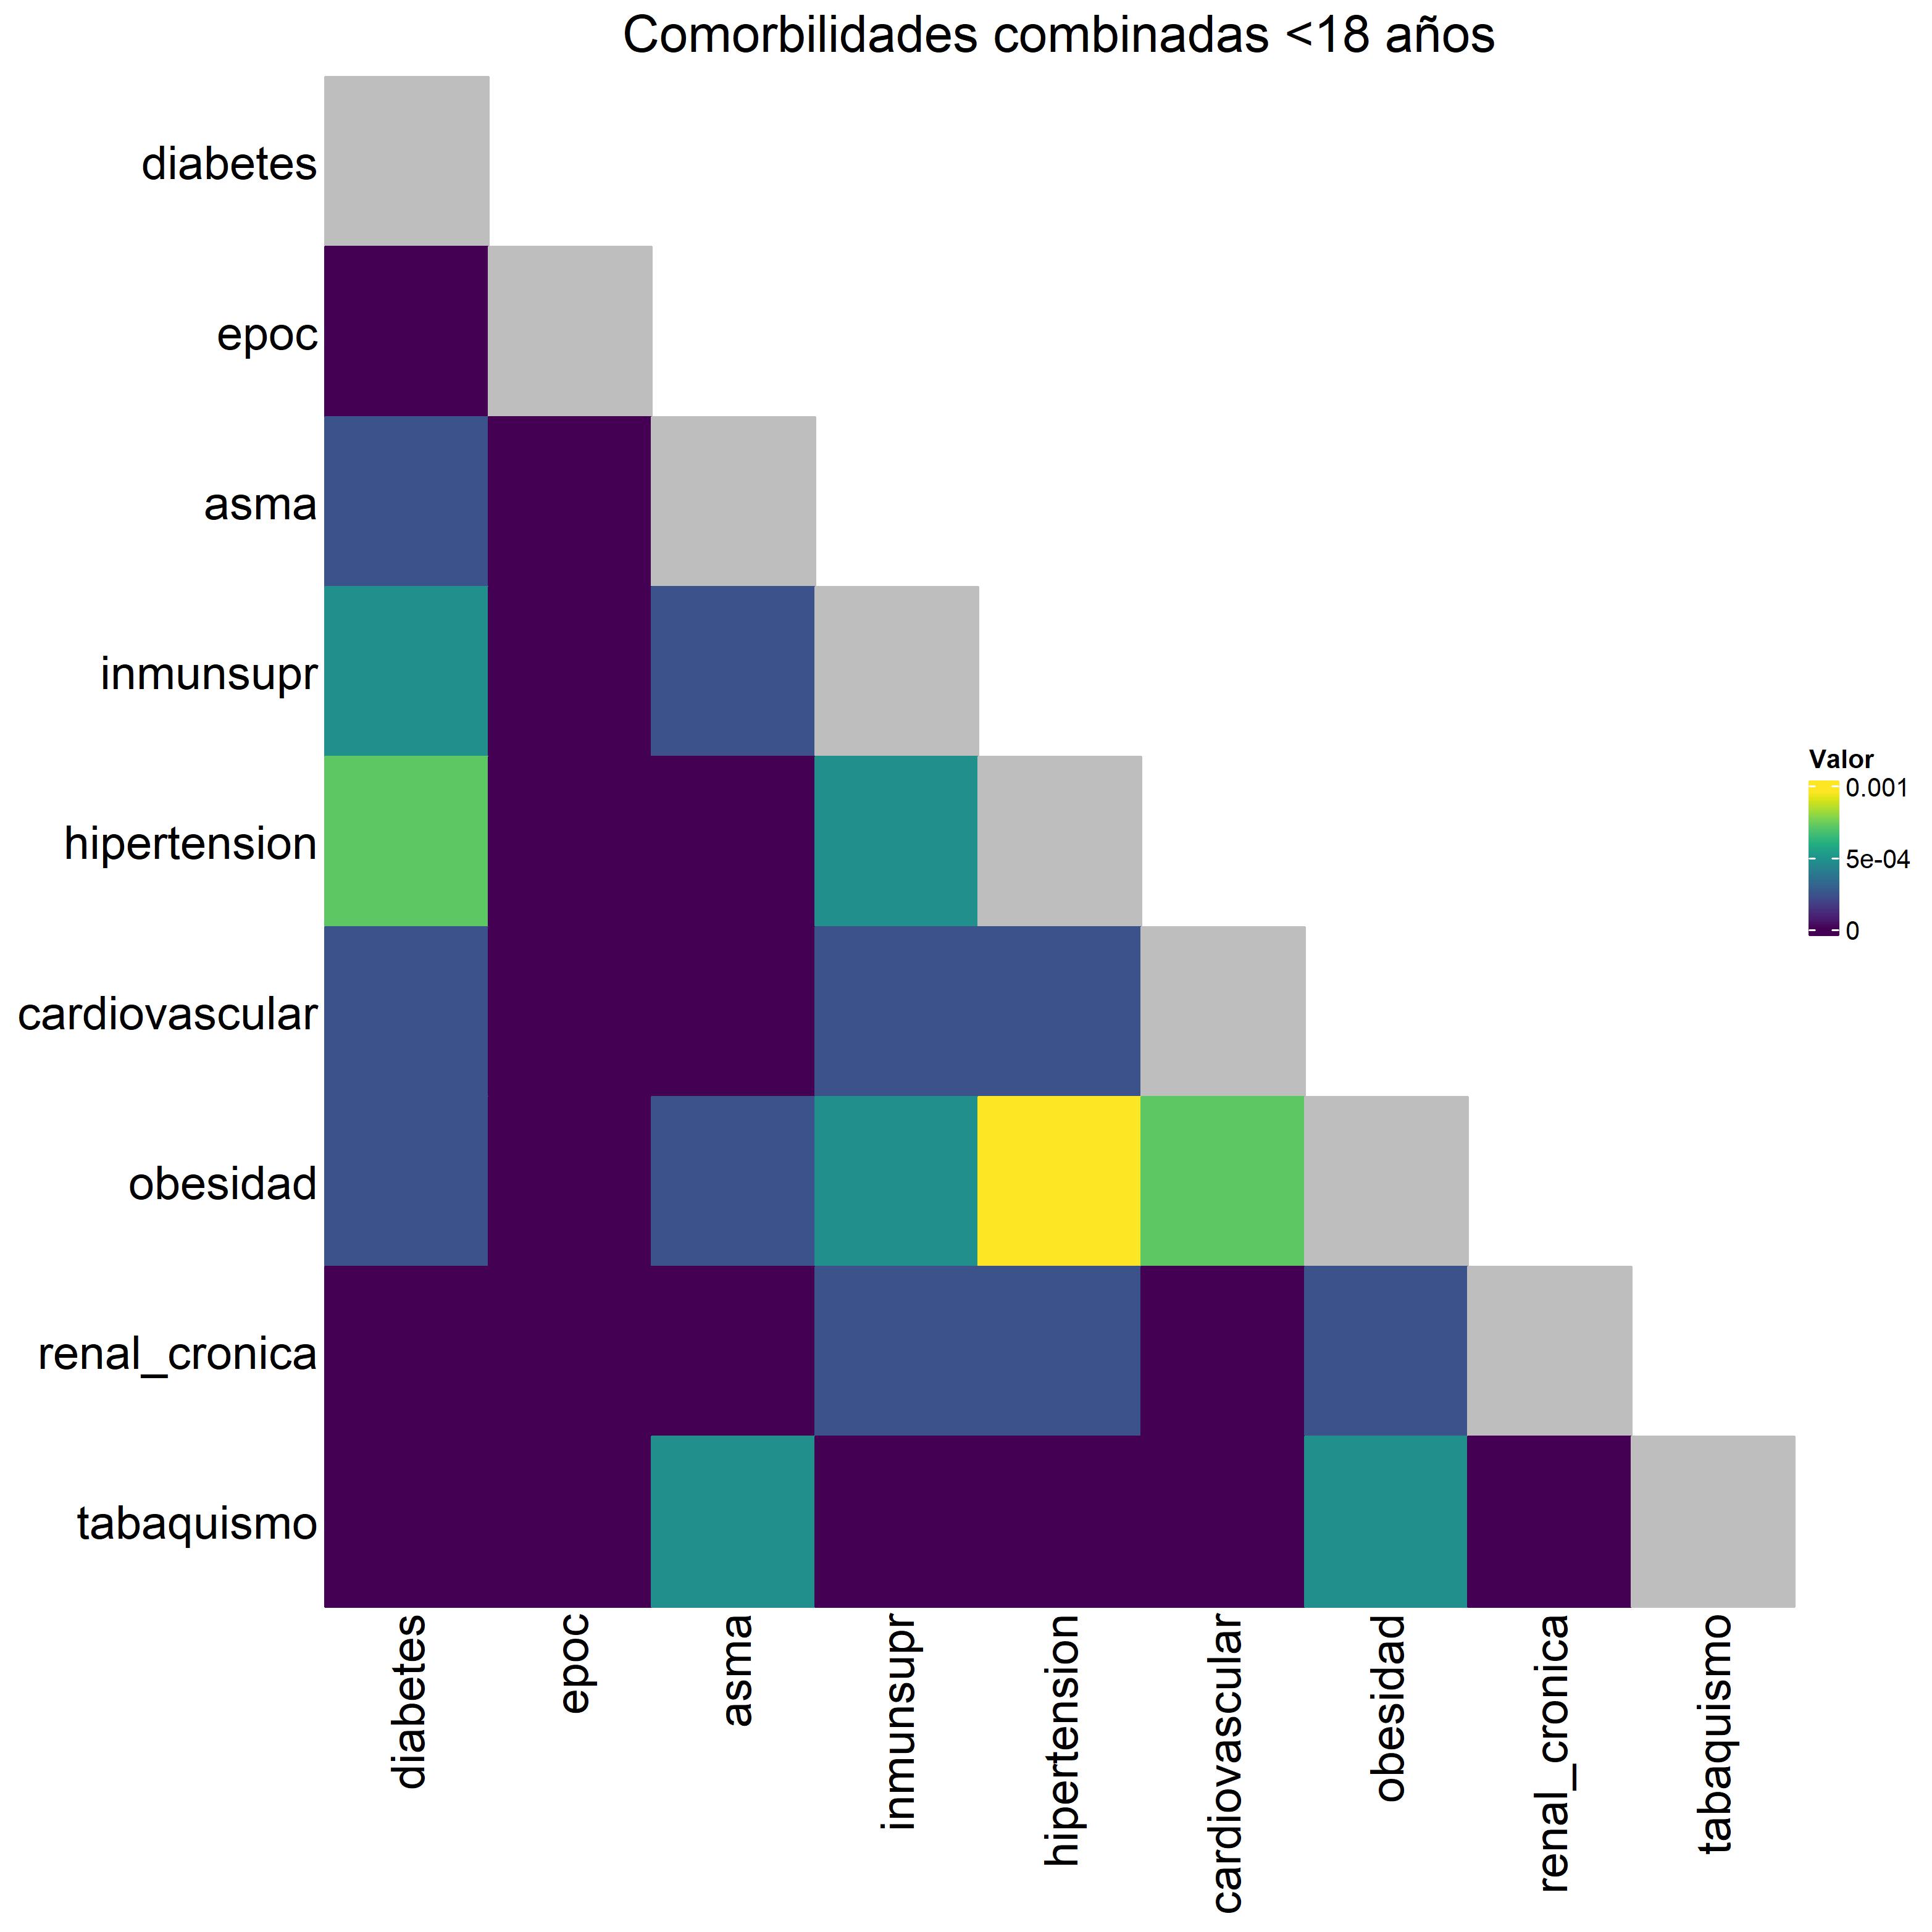 Comorbilidades combinadas <18 años
diabetes
epoc
asma
inmunsupr
hipertension
cardiovascular
obesidad
renal_cronica
tabaquismo
Valor
0.001
5e-04
0
diabetes
epoc
asma
inmunsupr
hipertension
cardiovascular
obesidad
renal_cronica
tabaquismo